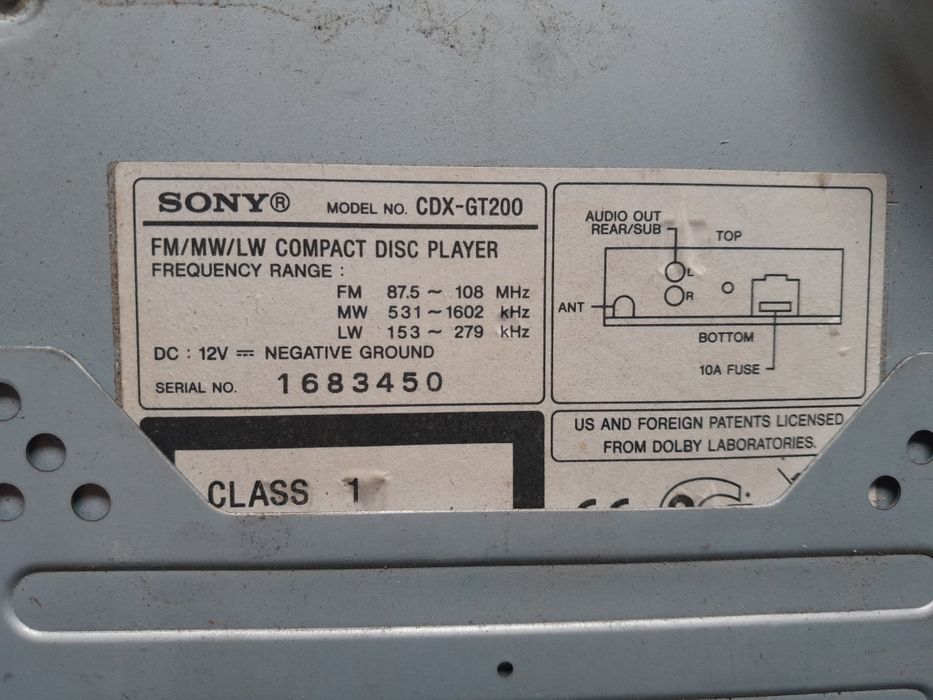 SONY® MODEL NO. CDX-GT200
FM/MW/LW COMPACT DISC PLAYER
FREQUENCY RANGE :
FM 87.5 ~ 108 MHz
MW 531~1602 kHz
LW 153 ~ 279 kHz
DC : 12V ⎓ NEGATIVE GROUND
SERIAL NO. 1683450
AUDIO OUT
REAR/SUB
TOP
L
R
ANT
BOTTOM
10A FUSE
US AND FOREIGN PATENTS LICENSED
FROM DOLBY LABORATORIES.
CLASS 1